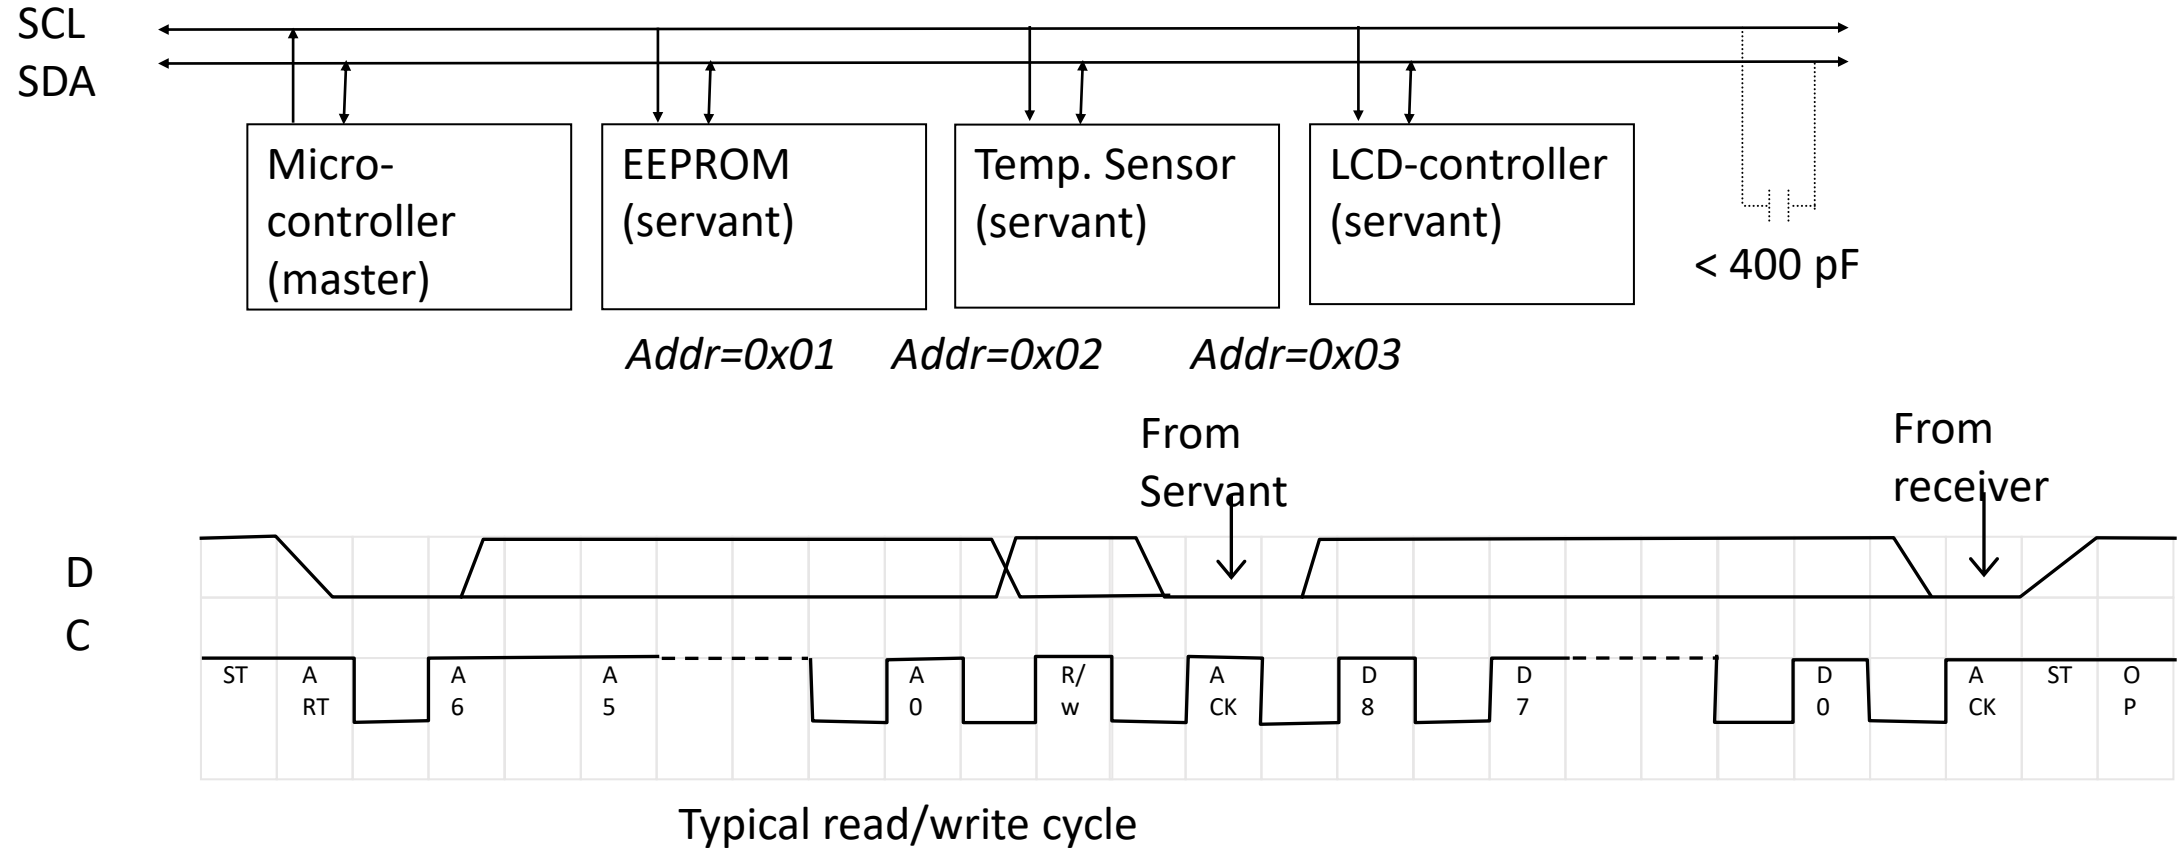 SCL
SDA
Micro-
controller
(master)
EEPROM
(servant)
Temp. Sensor
(servant)
LCD-controller
(servant)
< 400 pF
Addr=0x01
Addr=0x02
Addr=0x03
From
Servant
From
receiver
D
C
ST
A
RT
A
6
A
5
A
0
R/
w
A
CK
D
8
D
7
D
0
A
CK
ST
O
P
Typical read/write cycle